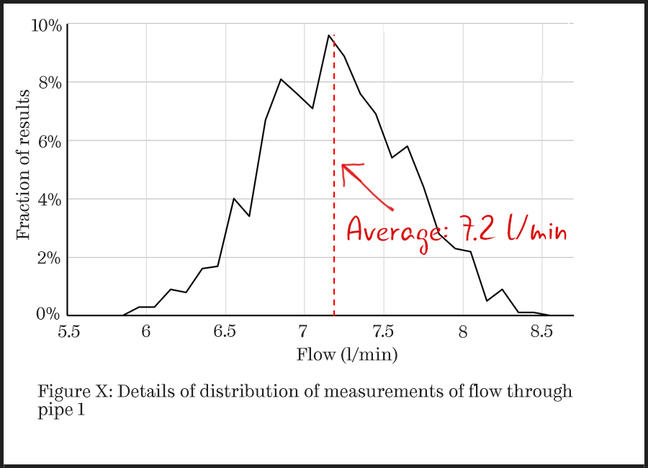 10%
8%
6%
4%
2%
0%
Fraction of results
Average: 7.2 l/min
5.5 6 6.5 7 7.5 8 8.5
Flow (l/min)
Figure X: Details of distribution of measurements of flow through
pipe 1